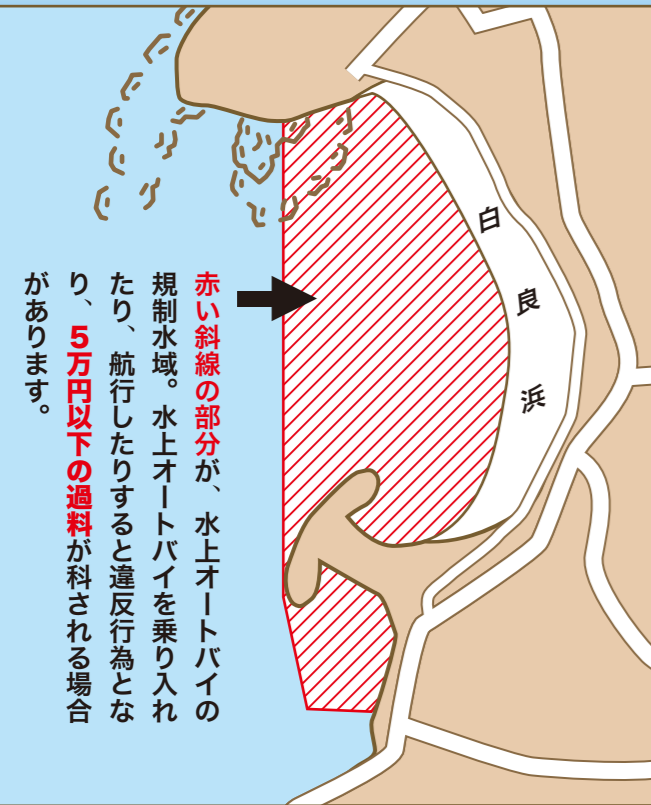 白良浜
赤い斜線の部分が、水上オートバイの
規制水域。水上オートバイを乗り入れ
たり、航行したりすると違反行為とな
り、5万円以下の過料が科される場合
があります。